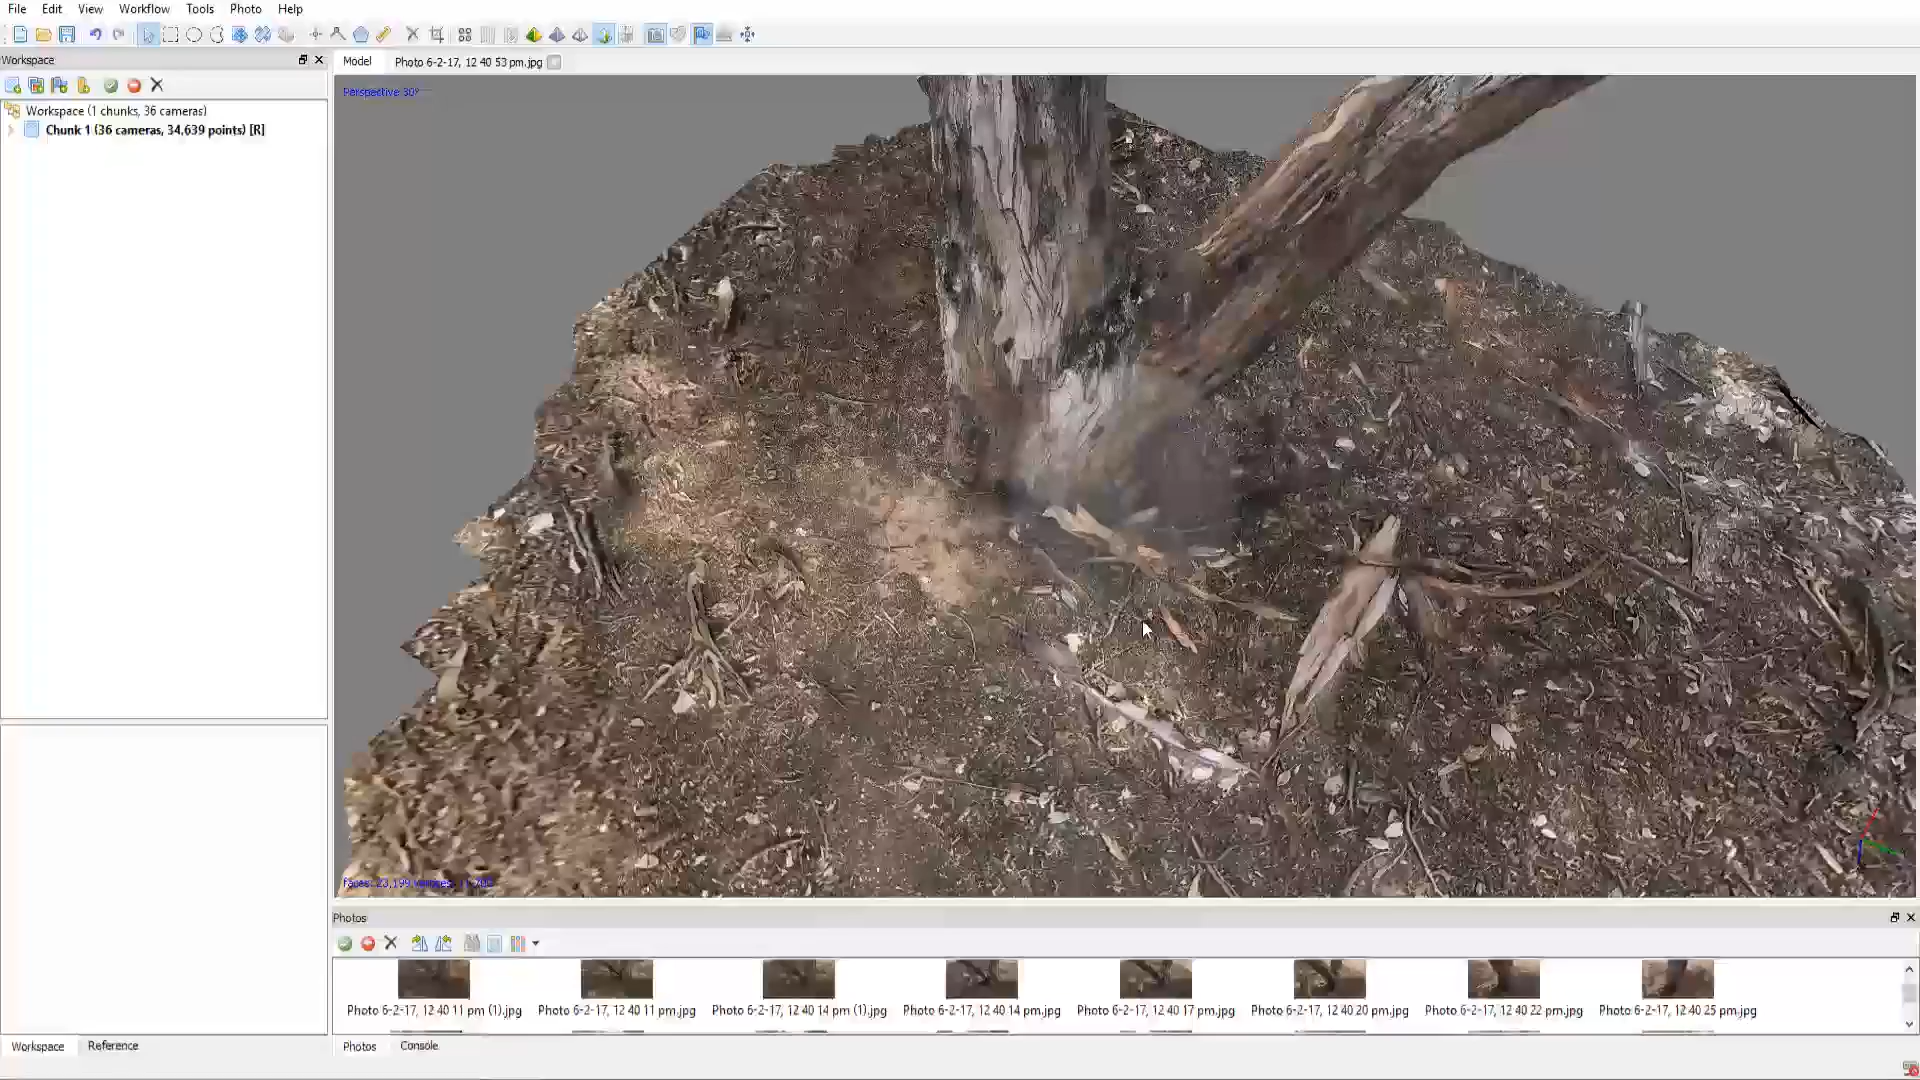 File Edit View Workflow Tools Photo Help
Workspace
Model Photo 6-2-17, 12 40 53 pm.jpg
Perspective 30°
Workspace (1 chunks, 36 cameras)
Chunk 1 (36 cameras, 34,639 points) [R]
faces: 23,199
Photos
Photo 6-2-17, 12 40 11 pm (1).jpg Photo 6-2-17, 12 40 11 pm.jpg Photo 6-2-17, 12 40 14 pm (1).jpg Photo 6-2-17, 12 40 14 pm.jpg Photo 6-2-17, 12 40 17 pm.jpg Photo 6-2-17, 12 40 20 pm.jpg Photo 6-2-17, 12 40 22 pm.jpg Photo 6-2-17, 12 40 25 pm.jpg
Workspace Reference
Photos Console